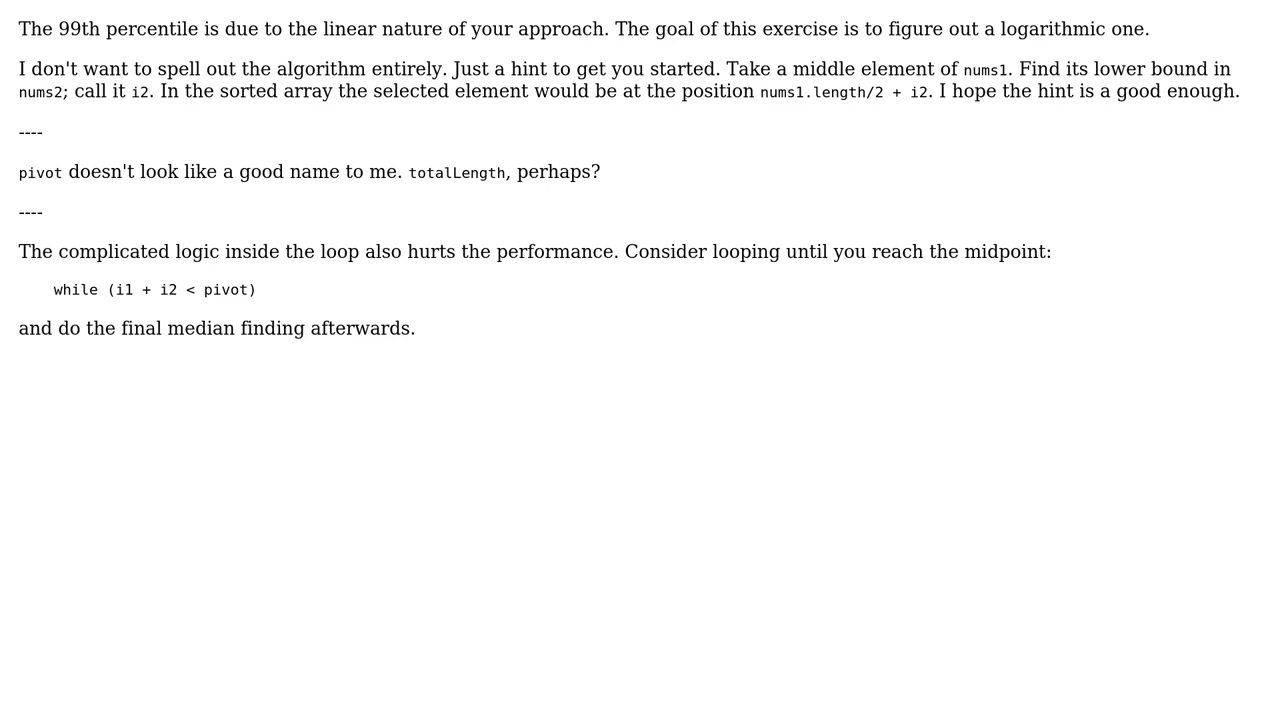 The 99th percentile is due to the linear nature of your approach. The goal of this exercise is to figure out a logarithmic one.
I don't want to spell out the algorithm entirely. Just a hint to get you started. Take a middle element of nums1. Find its lower bound in
nums2; call it i2. In the sorted array the selected element would be at the position nums1.length/2 + i2. I hope the hint is a good enough.
----
pivot doesn't look like a good name to me. totalLength, perhaps?
----
The complicated logic inside the loop also hurts the performance. Consider looping until you reach the midpoint:
while (i1 + i2 < pivot)
and do the final median finding afterwards.